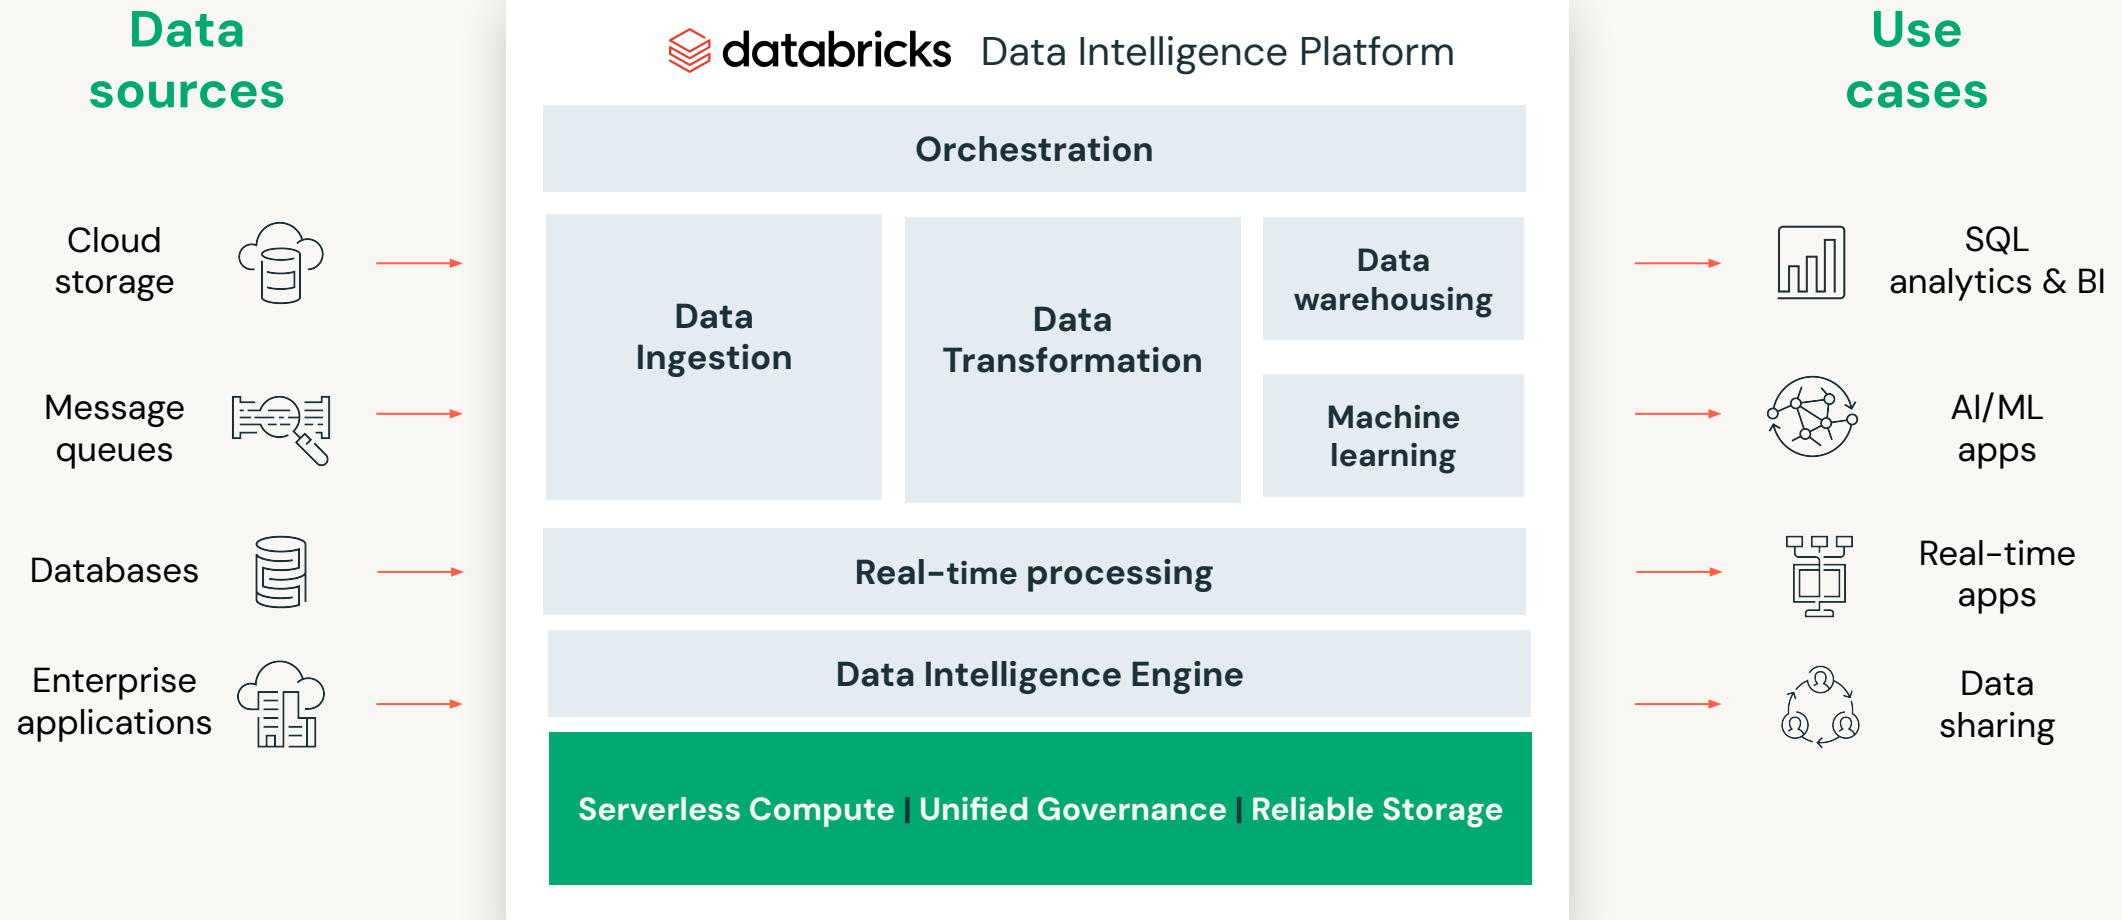 Data
sources
Cloud
storage
Message
queues
Databases
Enterprise
applications
databricks Data Intelligence Platform
Orchestration
Data
Ingestion
Data
Transformation
Data
warehousing
Machine
learning
Real-time processing
Data Intelligence Engine
Serverless Compute | Unified Governance | Reliable Storage
Use
cases
SQL
analytics & BI
AI/ML
apps
Real-time
apps
Data
sharing